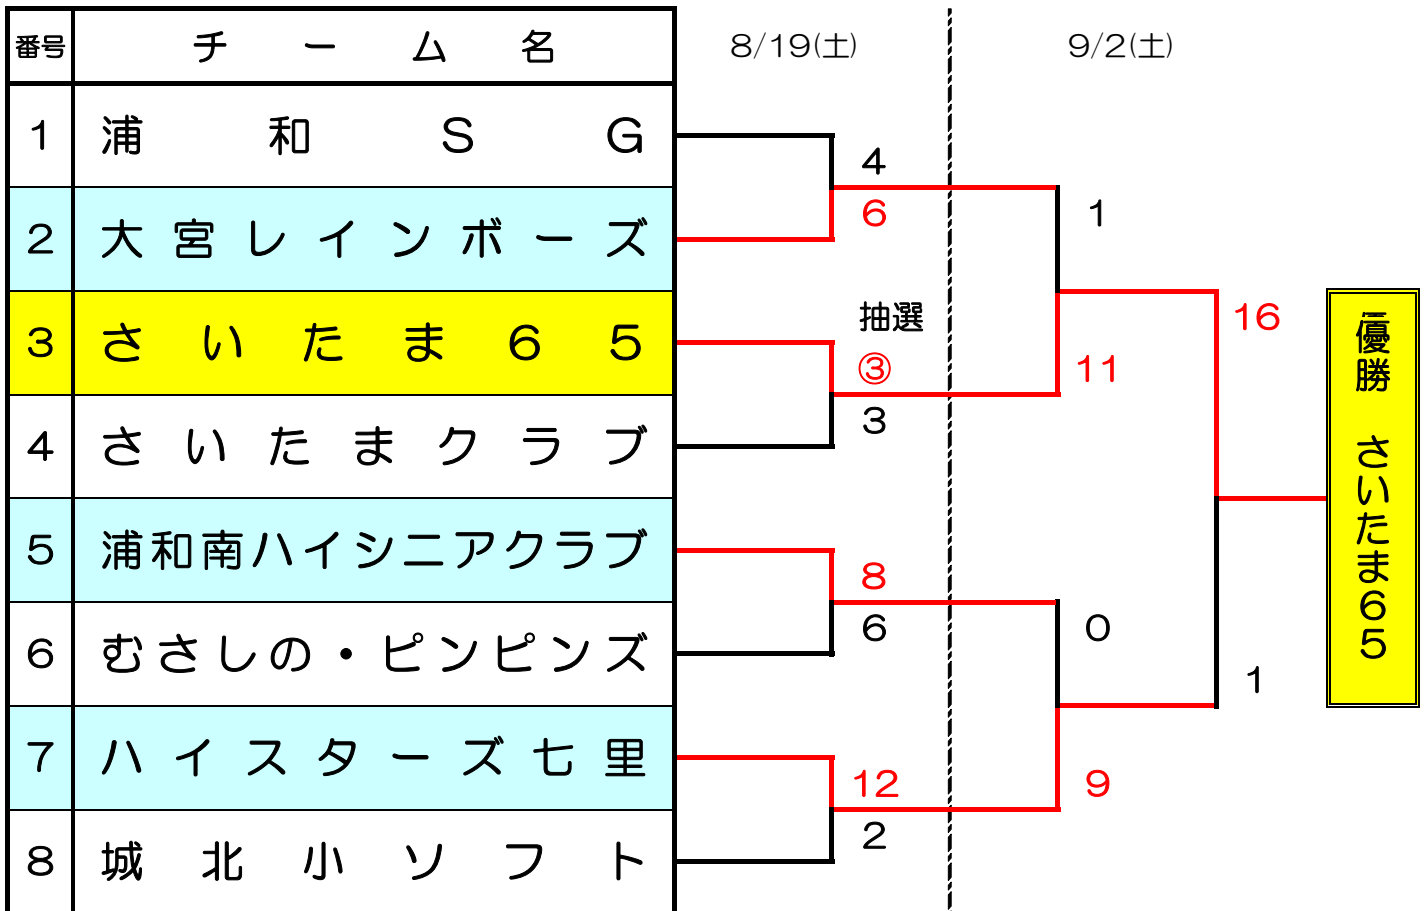 番号 チーム名 8/19(土) 9/2(土)
1 浦和SG
4
2 大宮レインボーズ
6
1
3 さいたま65
抽選
③
16
11
4 さいたまクラブ
3
5 浦和南ハイシニアクラブ
8
6 むさしの・ピンピンズ
6
0
1
7 ハイスターズ七里
12
9
8 城北小ソフト
2
優勝 さいたま65